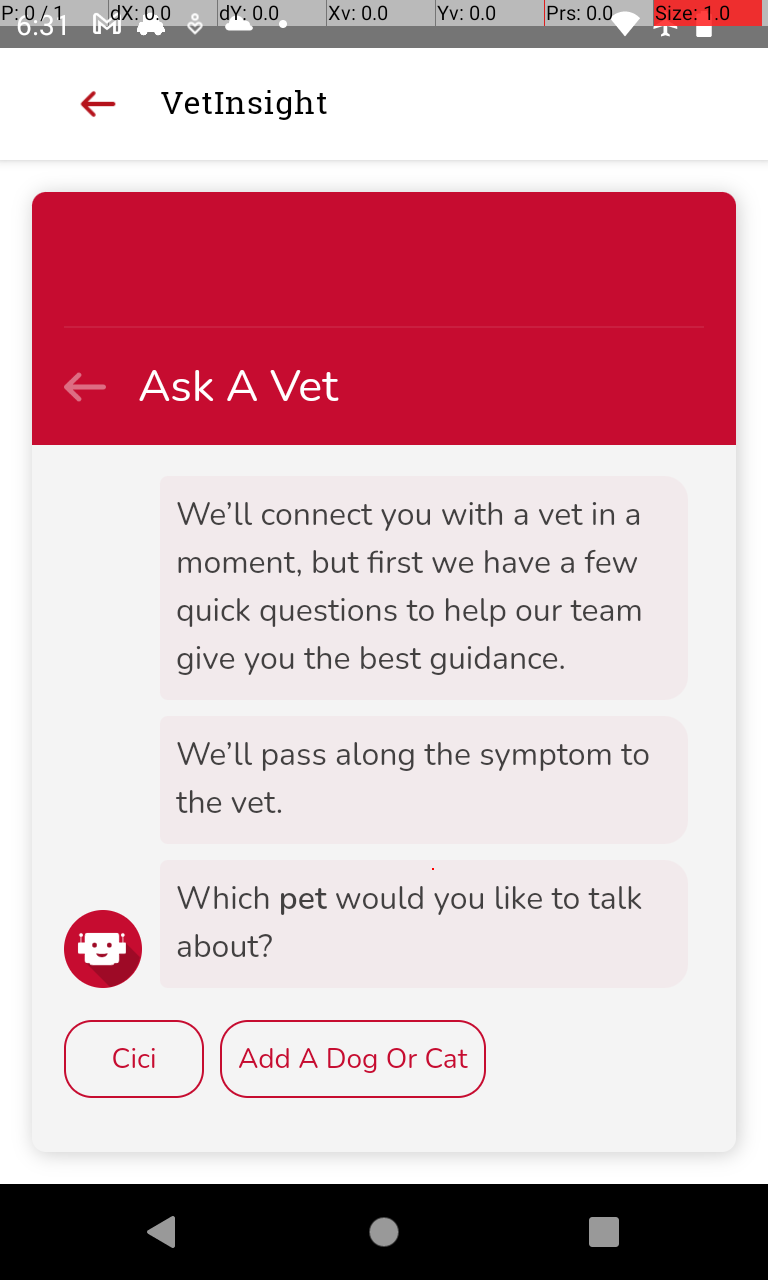 P: 0 / 1 dX: 0.0 dY: 0.0 Xv: 0.0 Yv: 0.0 Prs: 0.0 Size: 1.0
6:31
VetInsight
Ask A Vet
We’ll connect you with a vet in a
moment, but first we have a few
quick questions to help our team
give you the best guidance.
We’ll pass along the symptom to
the vet.
Which pet would you like to talk
about?
Cici Add A Dog Or Cat